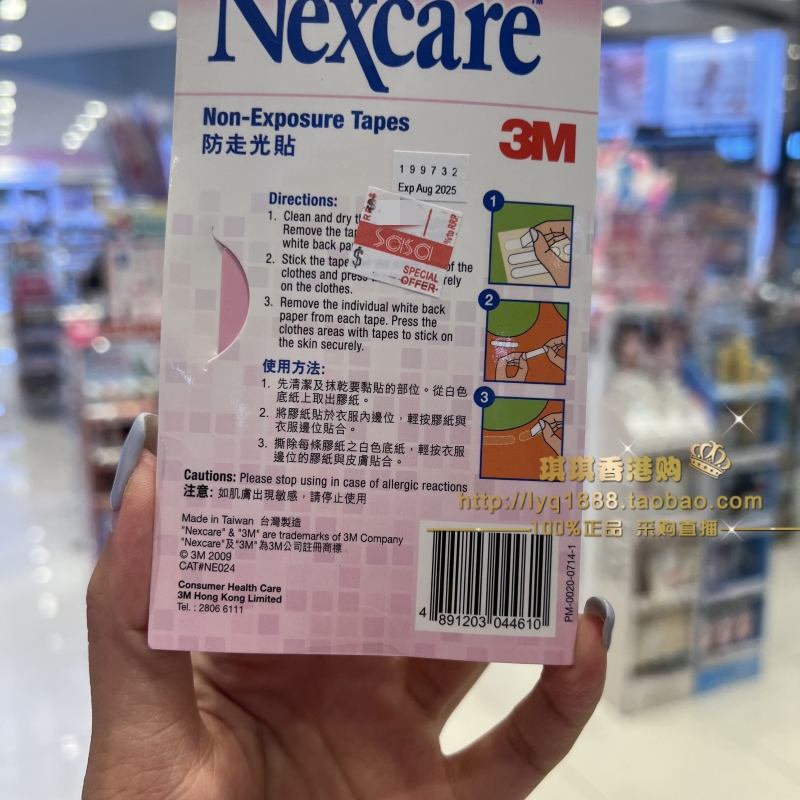 Nexcare™
Non-Exposure Tapes
防走光貼
3M
199732
Exp Aug 2025
Sasa
% to RRP
$
SPECIAL
OFFER
Directions:
1. Clean and dry
Remove the
white back
2. Stick the tape of the
clothes and press
on the clothes.
3. Remove the individual white back
paper from each tape. Press the
clothes areas with tapes to stick on
the skin securely.
使用方法:
1. 先清潔及抹乾要黏貼的部位。從白色
底紙上取出膠紙。
2. 將膠紙貼於衣服內邊位，輕按膠紙與
衣服邊位貼合。
3. 撕除每條膠紙之白色底紙，輕按衣服
邊位的膠紙與皮膚貼合。
1
2
3
Cautions: Please stop using in case of allergic reactions
注意: 如肌膚出現敏感，請停止使用
Made in Taiwan 台灣製造
"Nexcare" & "3M" are trademarks of 3M Company
"Nexcare"及"3M"為3M公司註冊商標
© 3M 2009
CAT#NE024
Consumer Health Care
3M Hong Kong Limited
Tel. : 2806 6111
4 891203 044610
PM-0020-0714-1
琪琪香港购
http://lyq1888.taobao.com
100%正品 采购直播